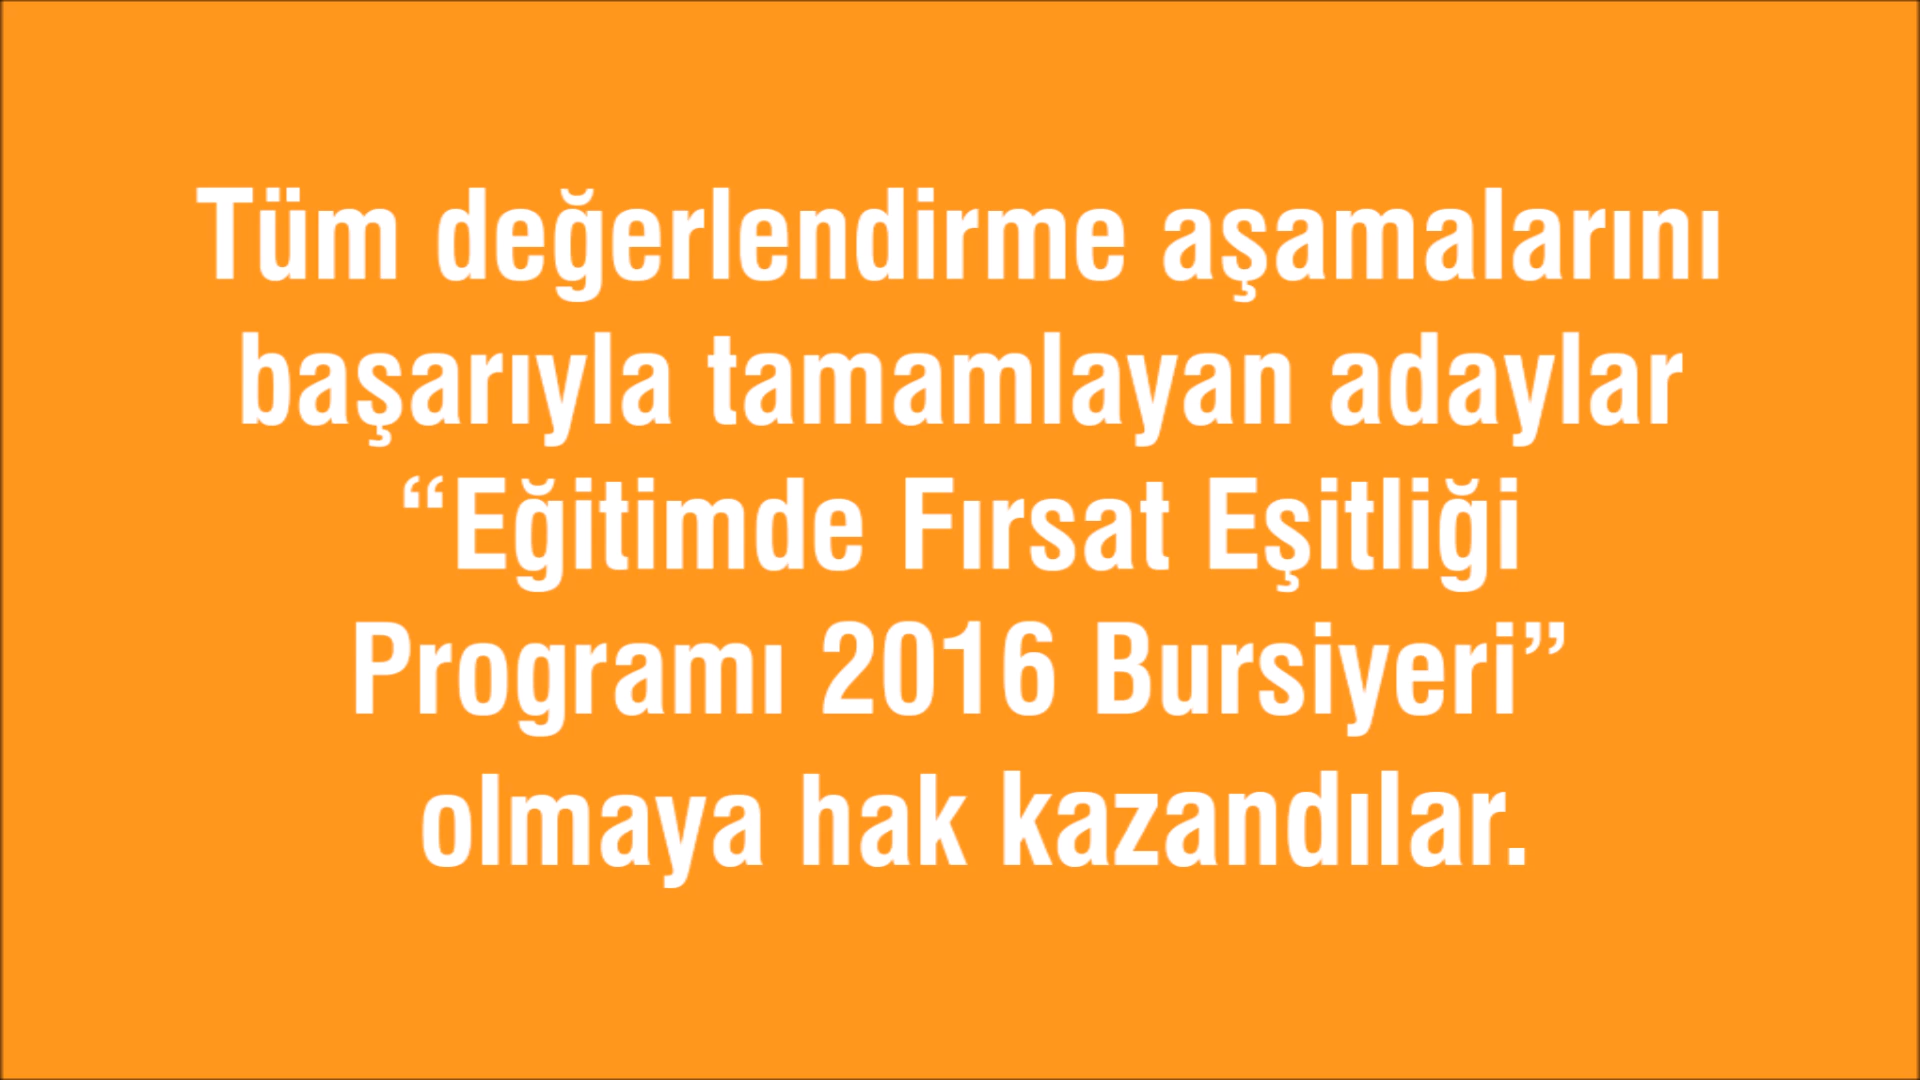 Tüm değerlendirme aşamalarını
başarıyla tamamlayan adaylar
“Eğitimde Fırsat Eşitliği
Programı 2016 Bursiyeri”
olmaya hak kazandılar.